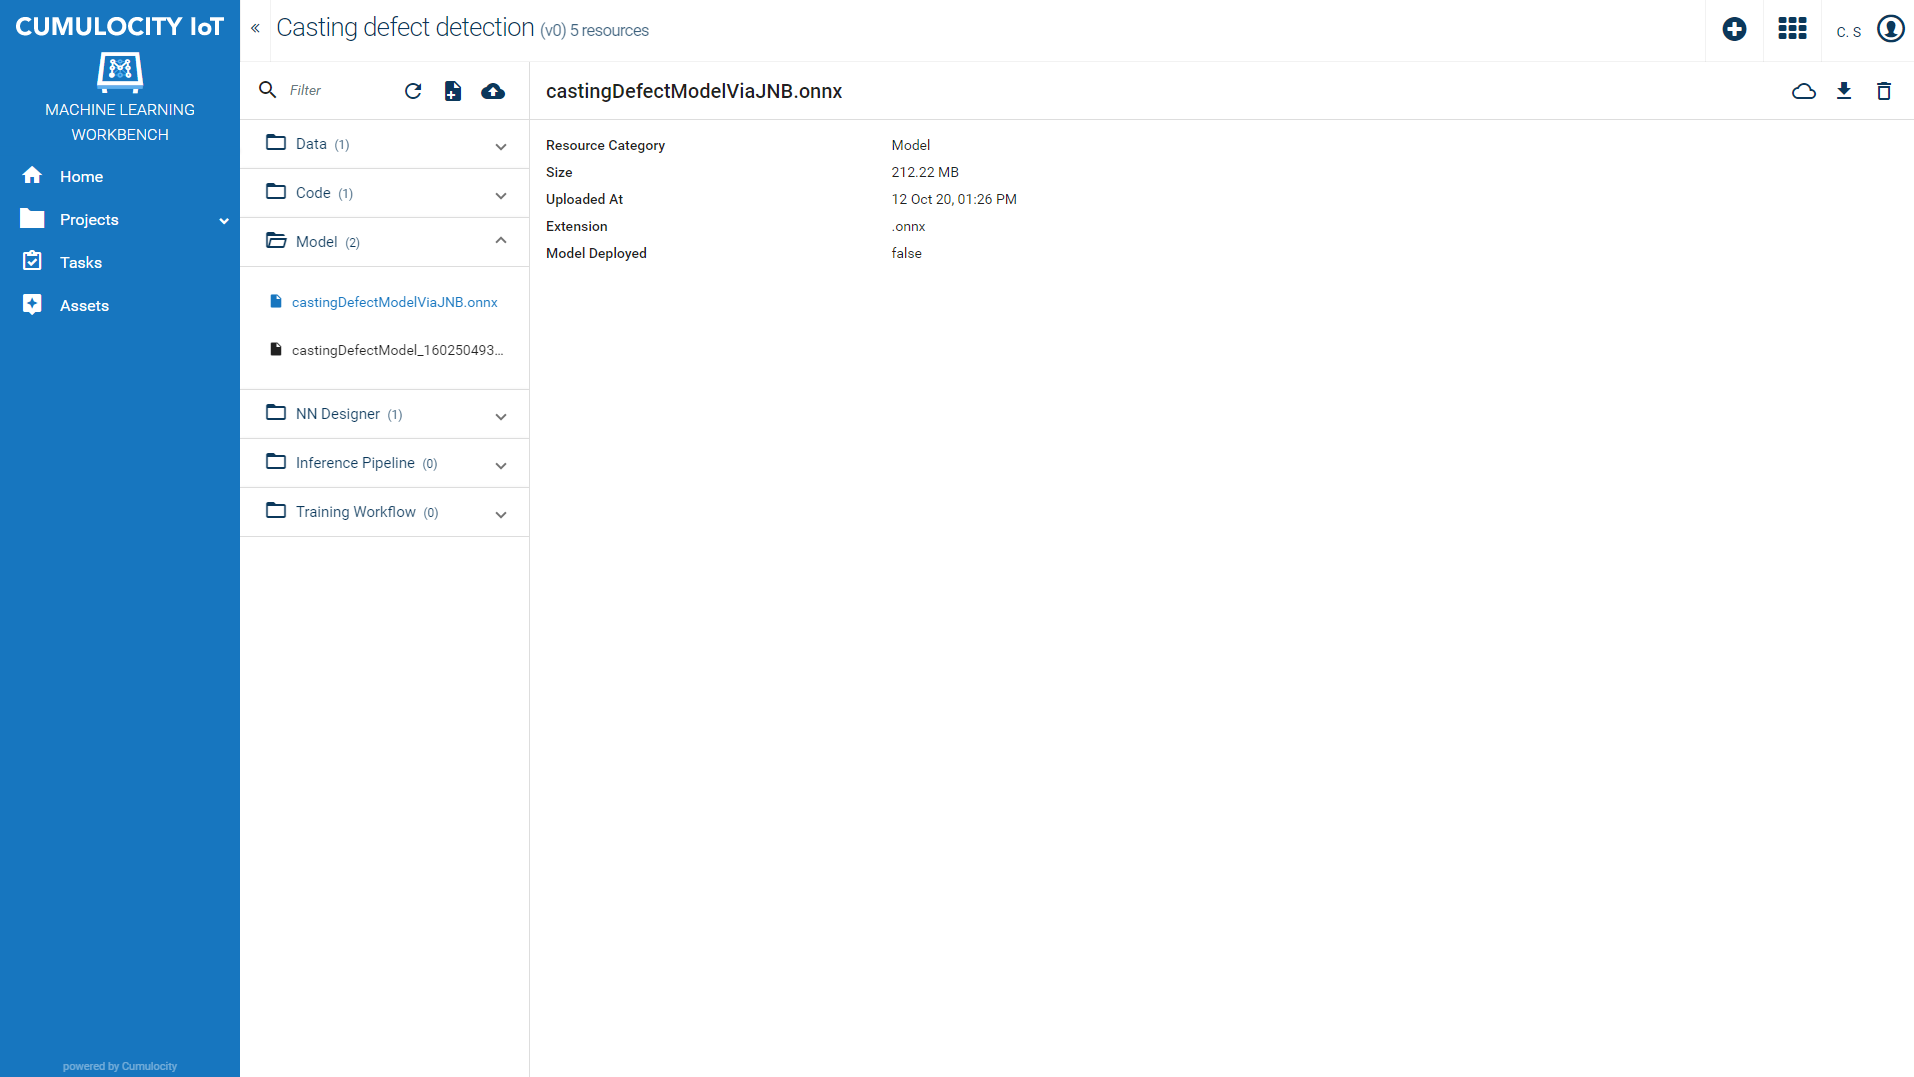 CUMULOCITY IoT
MACHINE LEARNING
WORKBENCH
Home
Projects
Tasks
Assets
powered by Cumulocity
« Casting defect detection (v0) 5 resources
C. S
Filter
Data (1)
Code (1)
Model (2)
castingDefectModelViaJNB.onnx
castingDefectModel_160250493...
NN Designer (1)
Inference Pipeline (0)
Training Workflow (0)
castingDefectModelViaJNB.onnx
Resource Category Model
Size 212.22 MB
Uploaded At 12 Oct 20, 01:26 PM
Extension .onnx
Model Deployed false